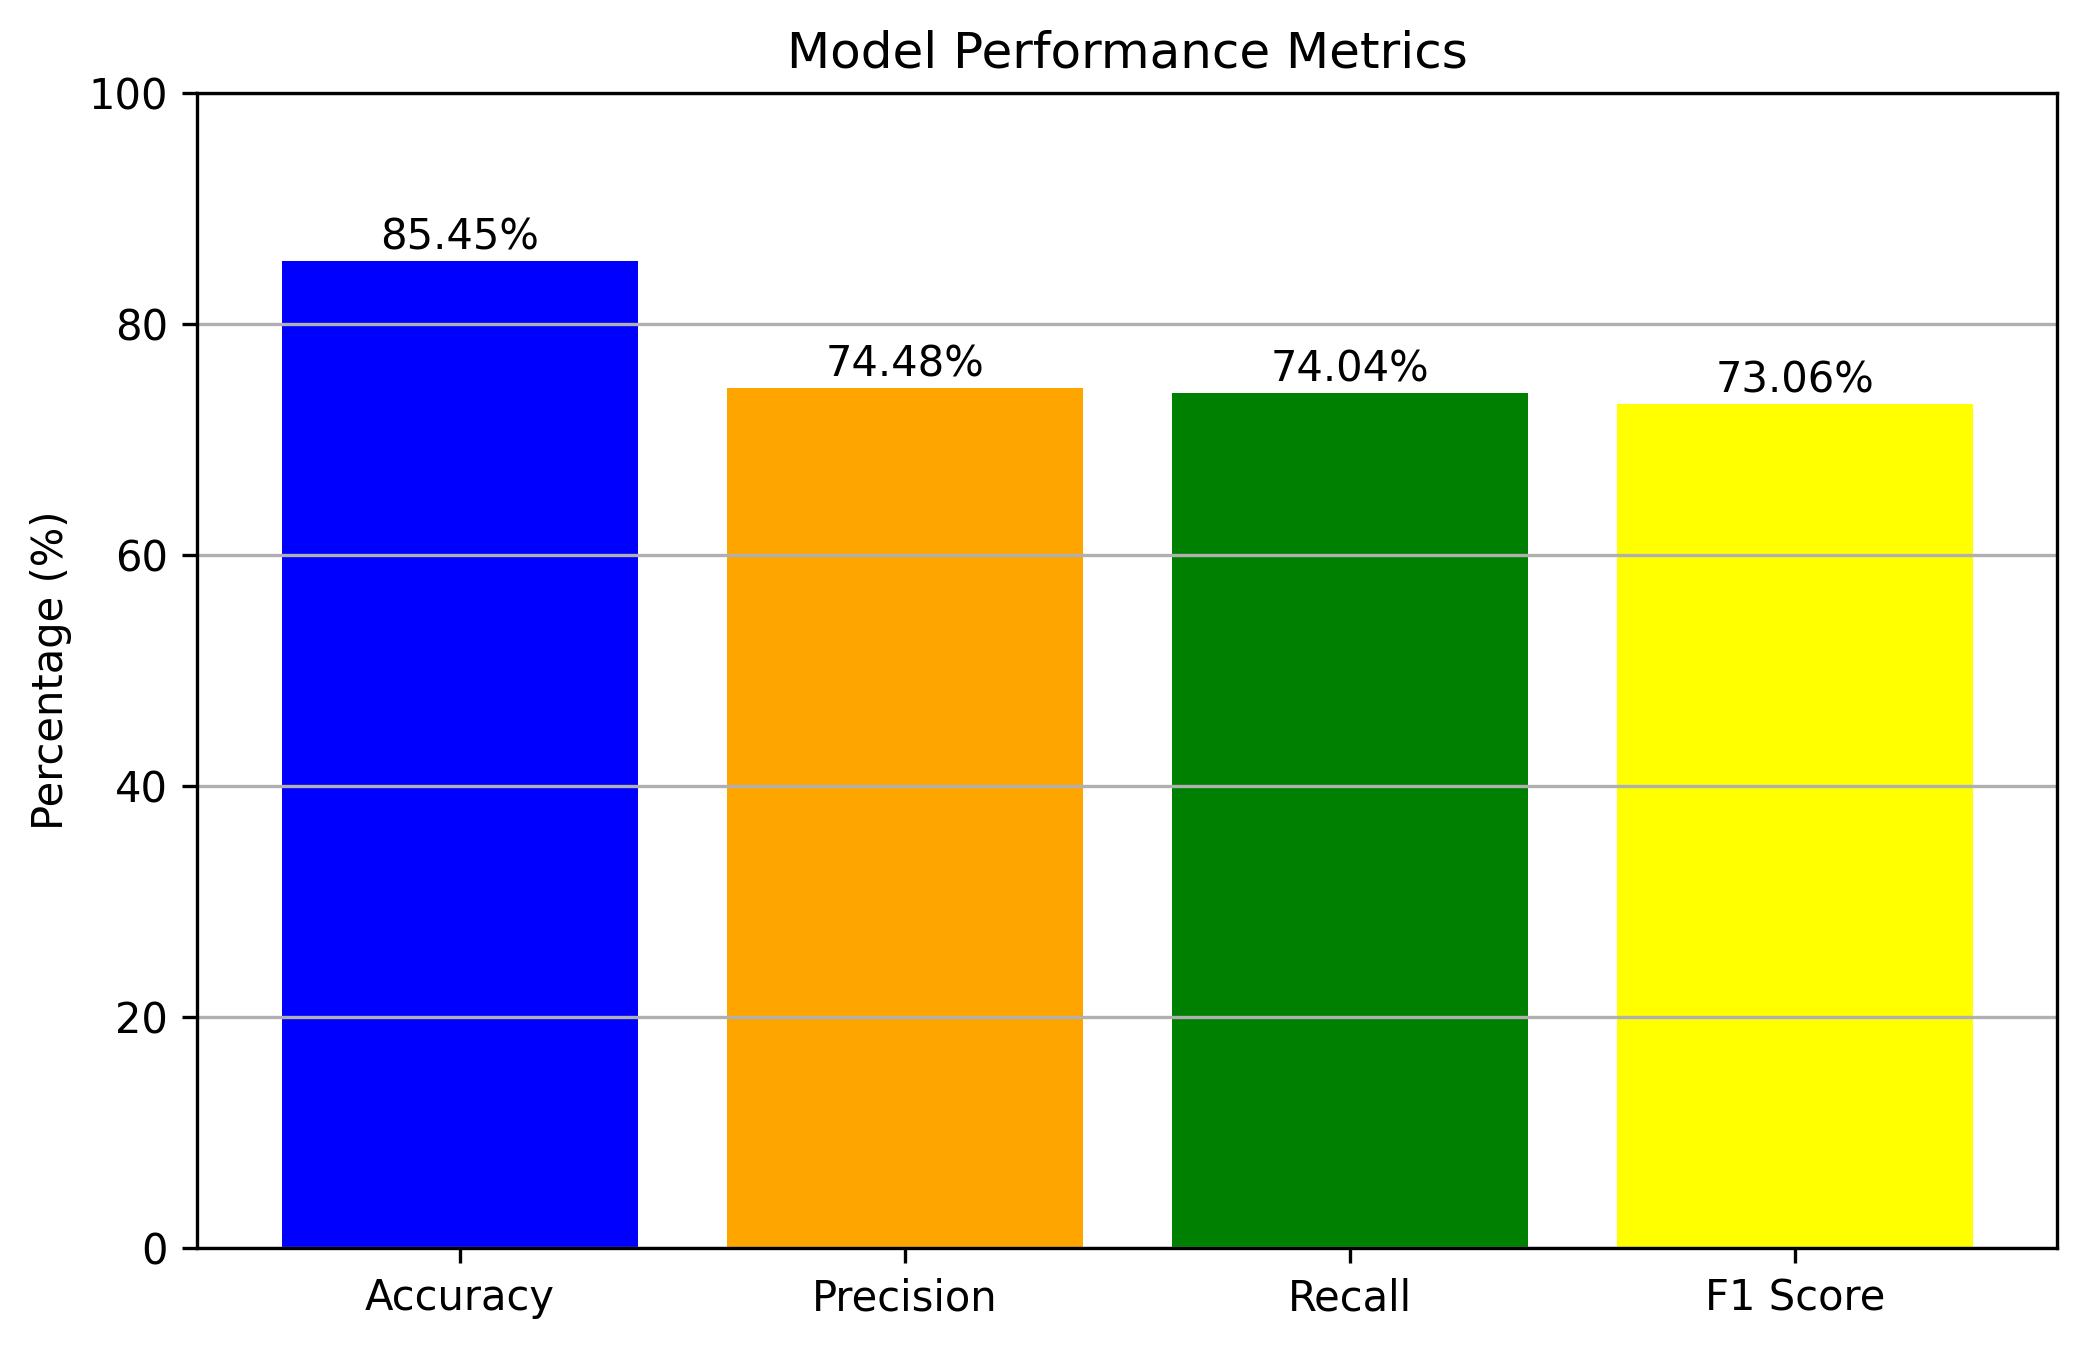 Model Performance Metrics
100
80
60
40
20
0
Percentage (%)
85.45%
74.48%
74.04%
73.06%
Accuracy
Precision
Recall
F1 Score